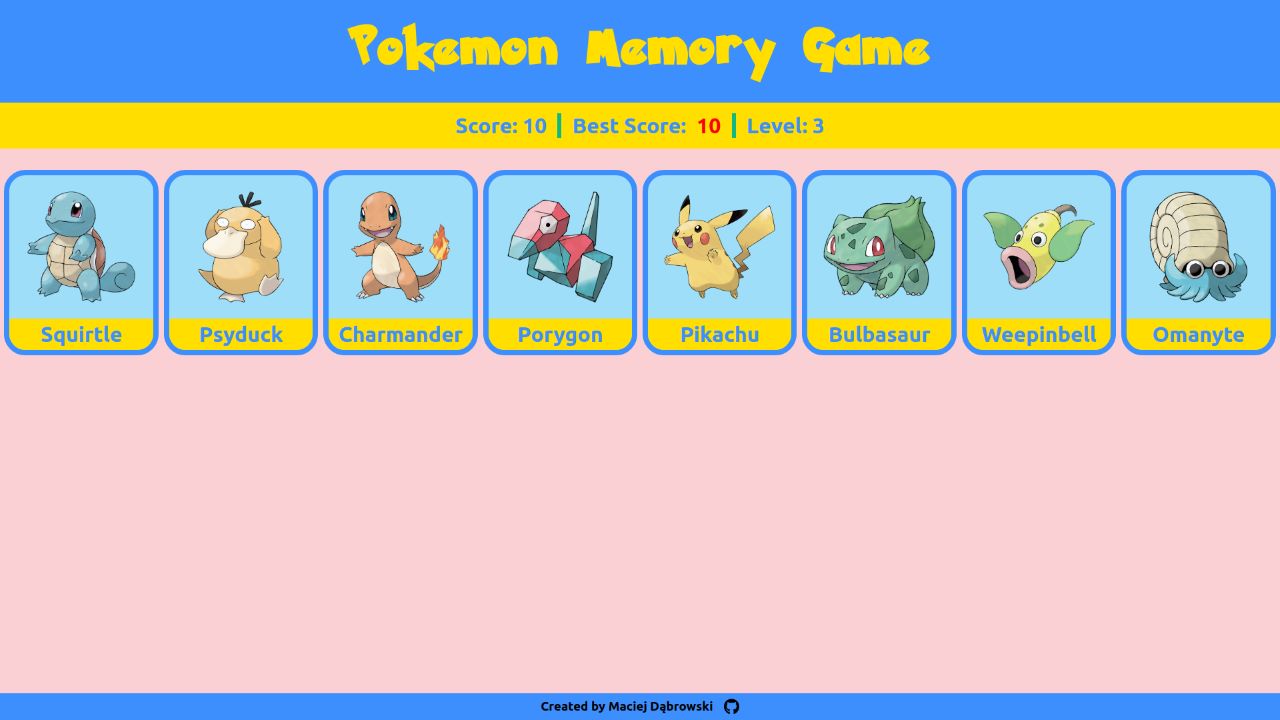 Pokemon Memory Game
Score: 10 Best Score: 10 Level: 3
Squirtle Psyduck Charmander Porygon Pikachu Bulbasaur Weepinbell Omanyte
Created by Maciej Dąbrowski